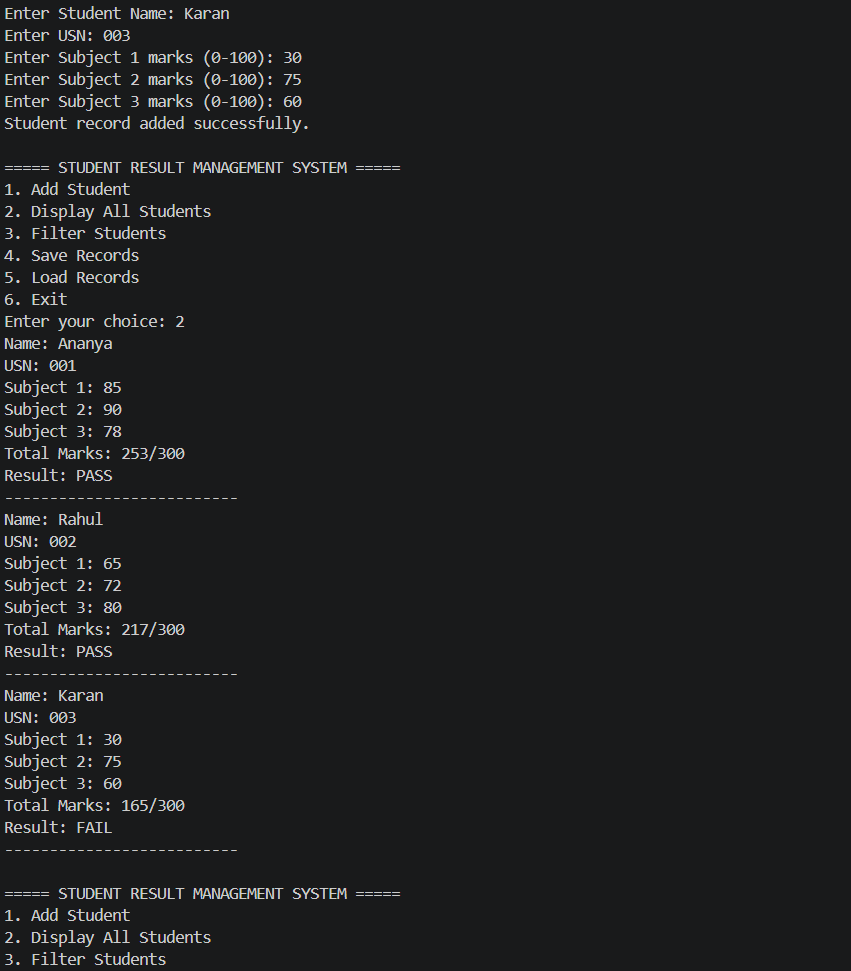 Enter Student Name: Karan
Enter USN: 003
Enter Subject 1 marks (0-100): 30
Enter Subject 2 marks (0-100): 75
Enter Subject 3 marks (0-100): 60
Student record added successfully.
===== STUDENT RESULT MANAGEMENT SYSTEM =====
1. Add Student
2. Display All Students
3. Filter Students
4. Save Records
5. Load Records
6. Exit
Enter your choice: 2
Name: Ananya
USN: 001
Subject 1: 85
Subject 2: 90
Subject 3: 78
Total Marks: 253/300
Result: PASS
--------------------------
Name: Rahul
USN: 002
Subject 1: 65
Subject 2: 72
Subject 3: 80
Total Marks: 217/300
Result: PASS
--------------------------
Name: Karan
USN: 003
Subject 1: 30
Subject 2: 75
Subject 3: 60
Total Marks: 165/300
Result: FAIL
--------------------------
===== STUDENT RESULT MANAGEMENT SYSTEM =====
1. Add Student
2. Display All Students
3. Filter Students